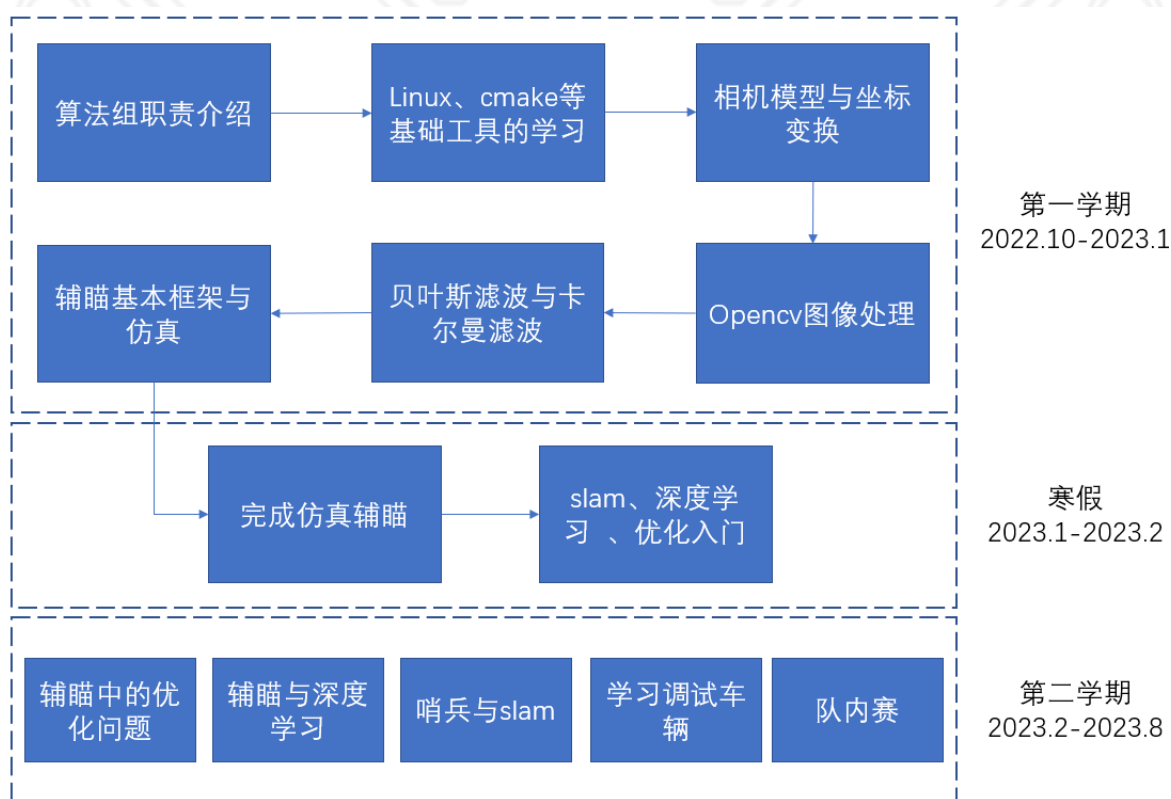 算法组职责介绍
Linux、cmake等
基础工具的学习
相机模型与坐标
变换
第一学期
2022.10-2023.1
辅瞄基本框架与
仿真
贝叶斯滤波与卡
尔曼滤波
Opencv图像处理
完成仿真辅瞄
slam、深度学
习 、优化入门
寒假
2023.1-2023.2
辅瞄中的优
化问题
辅瞄与深度
学习
哨兵与slam
学习调试车
辆
队内赛
第二学期
2023.2-2023.8